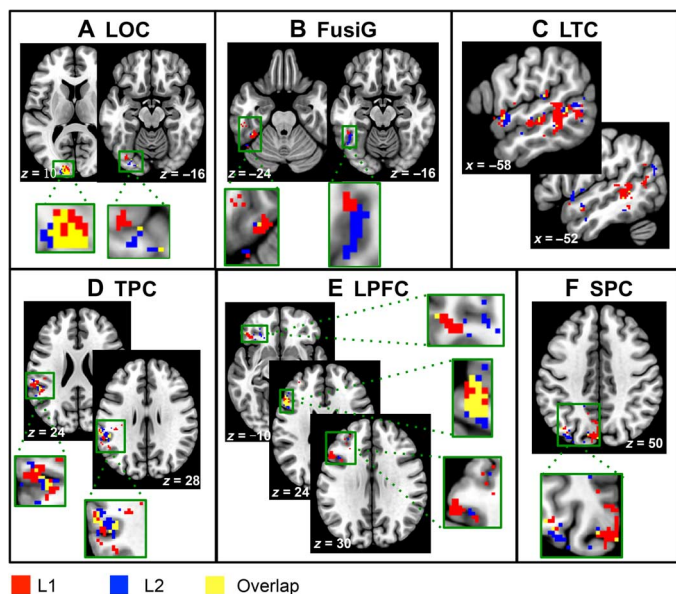 A LOC
z = 10
z = −16
B FusiG
z = −24
z = −16
C LTC
x = −58
x = −52
D TPC
z = 24
z = 28
E LPFC
z = −10
z = 24
z = 30
F SPC
z = 50
L1 L2 Overlap